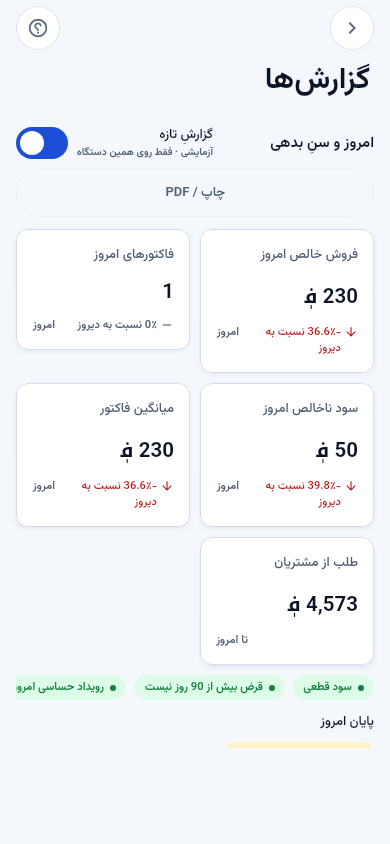 گزارش‌ها
امروز و سنِ بدهی
گزارشِ تازه
آزمایشی · فقط روی همین دستگاه
چاپ / PDF
فروش خالص امروز
230 ؋
-36.6٪ نسبت به دیروز
امروز
فاکتورهای امروز
1
— 0٪ نسبت به دیروز
امروز
سود ناخالص امروز
50 ؋
-39.8٪ نسبت به دیروز
امروز
میانگین فاکتور
230 ؋
-36.6٪ نسبت به دیروز
امروز
طلب از مشتریان
4,573 ؋
تا امروز
سود قطعی
قرض بیش از 90 روز نیست
رویداد حساسی امروز
پایان امروز